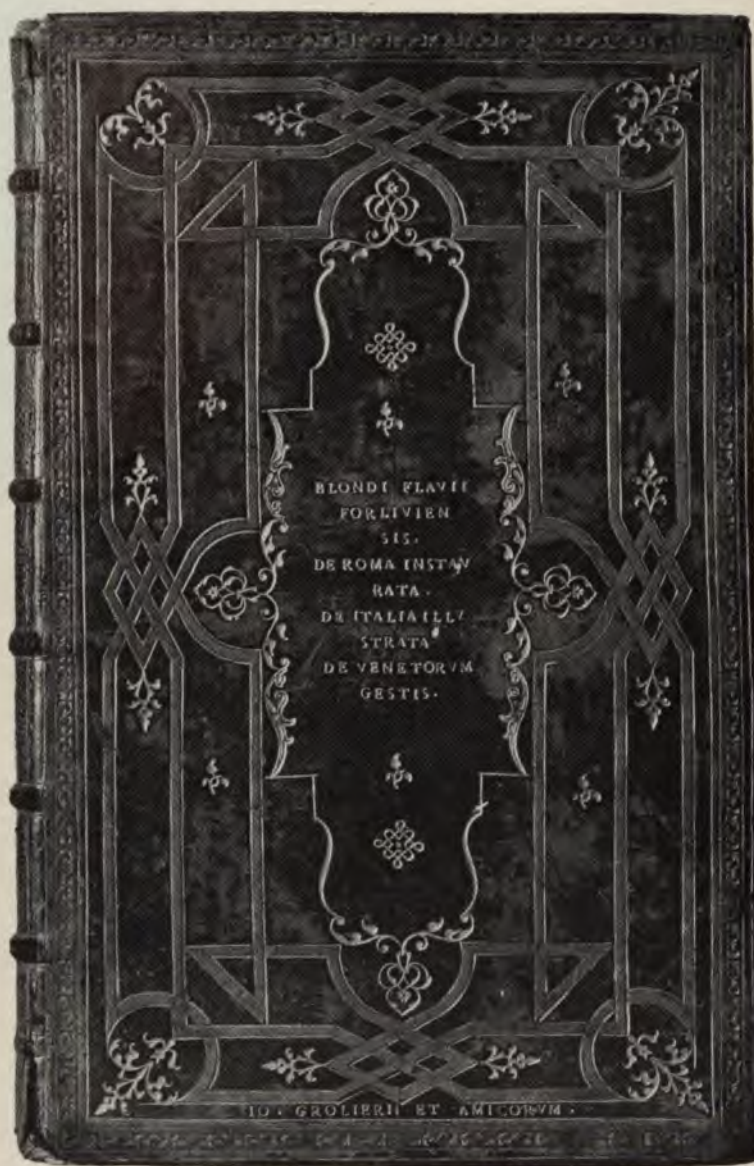 BLONDI FLAVII
FORLIVIEN
SIS.
DE ROMA INSTAV
RATA.
DE ITALIA ILLV
STRATA
DE VENETORVM
GESTIS.
IO. GROLIERII ET AMICORVM.